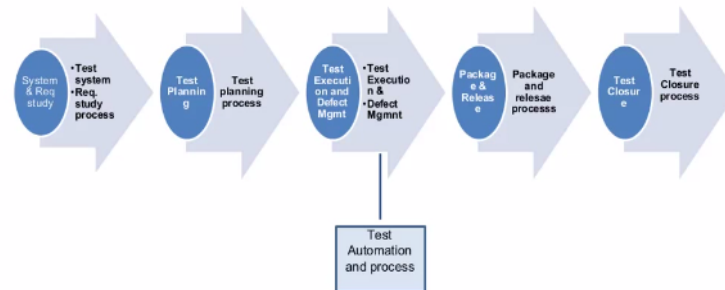 System
& Req
study
•Test
system
•Req.
study
process
Test
Plannin
g
Test
planning
process
Test
Executi
on and
Defect
Mgmt
•Test
Executio
n &
•Defect
Mgmnt
Packag
e &
Releas
e
Package
and
relesae
processs
Test
Closur
e
Test
Closure
process
Test
Automation
and process